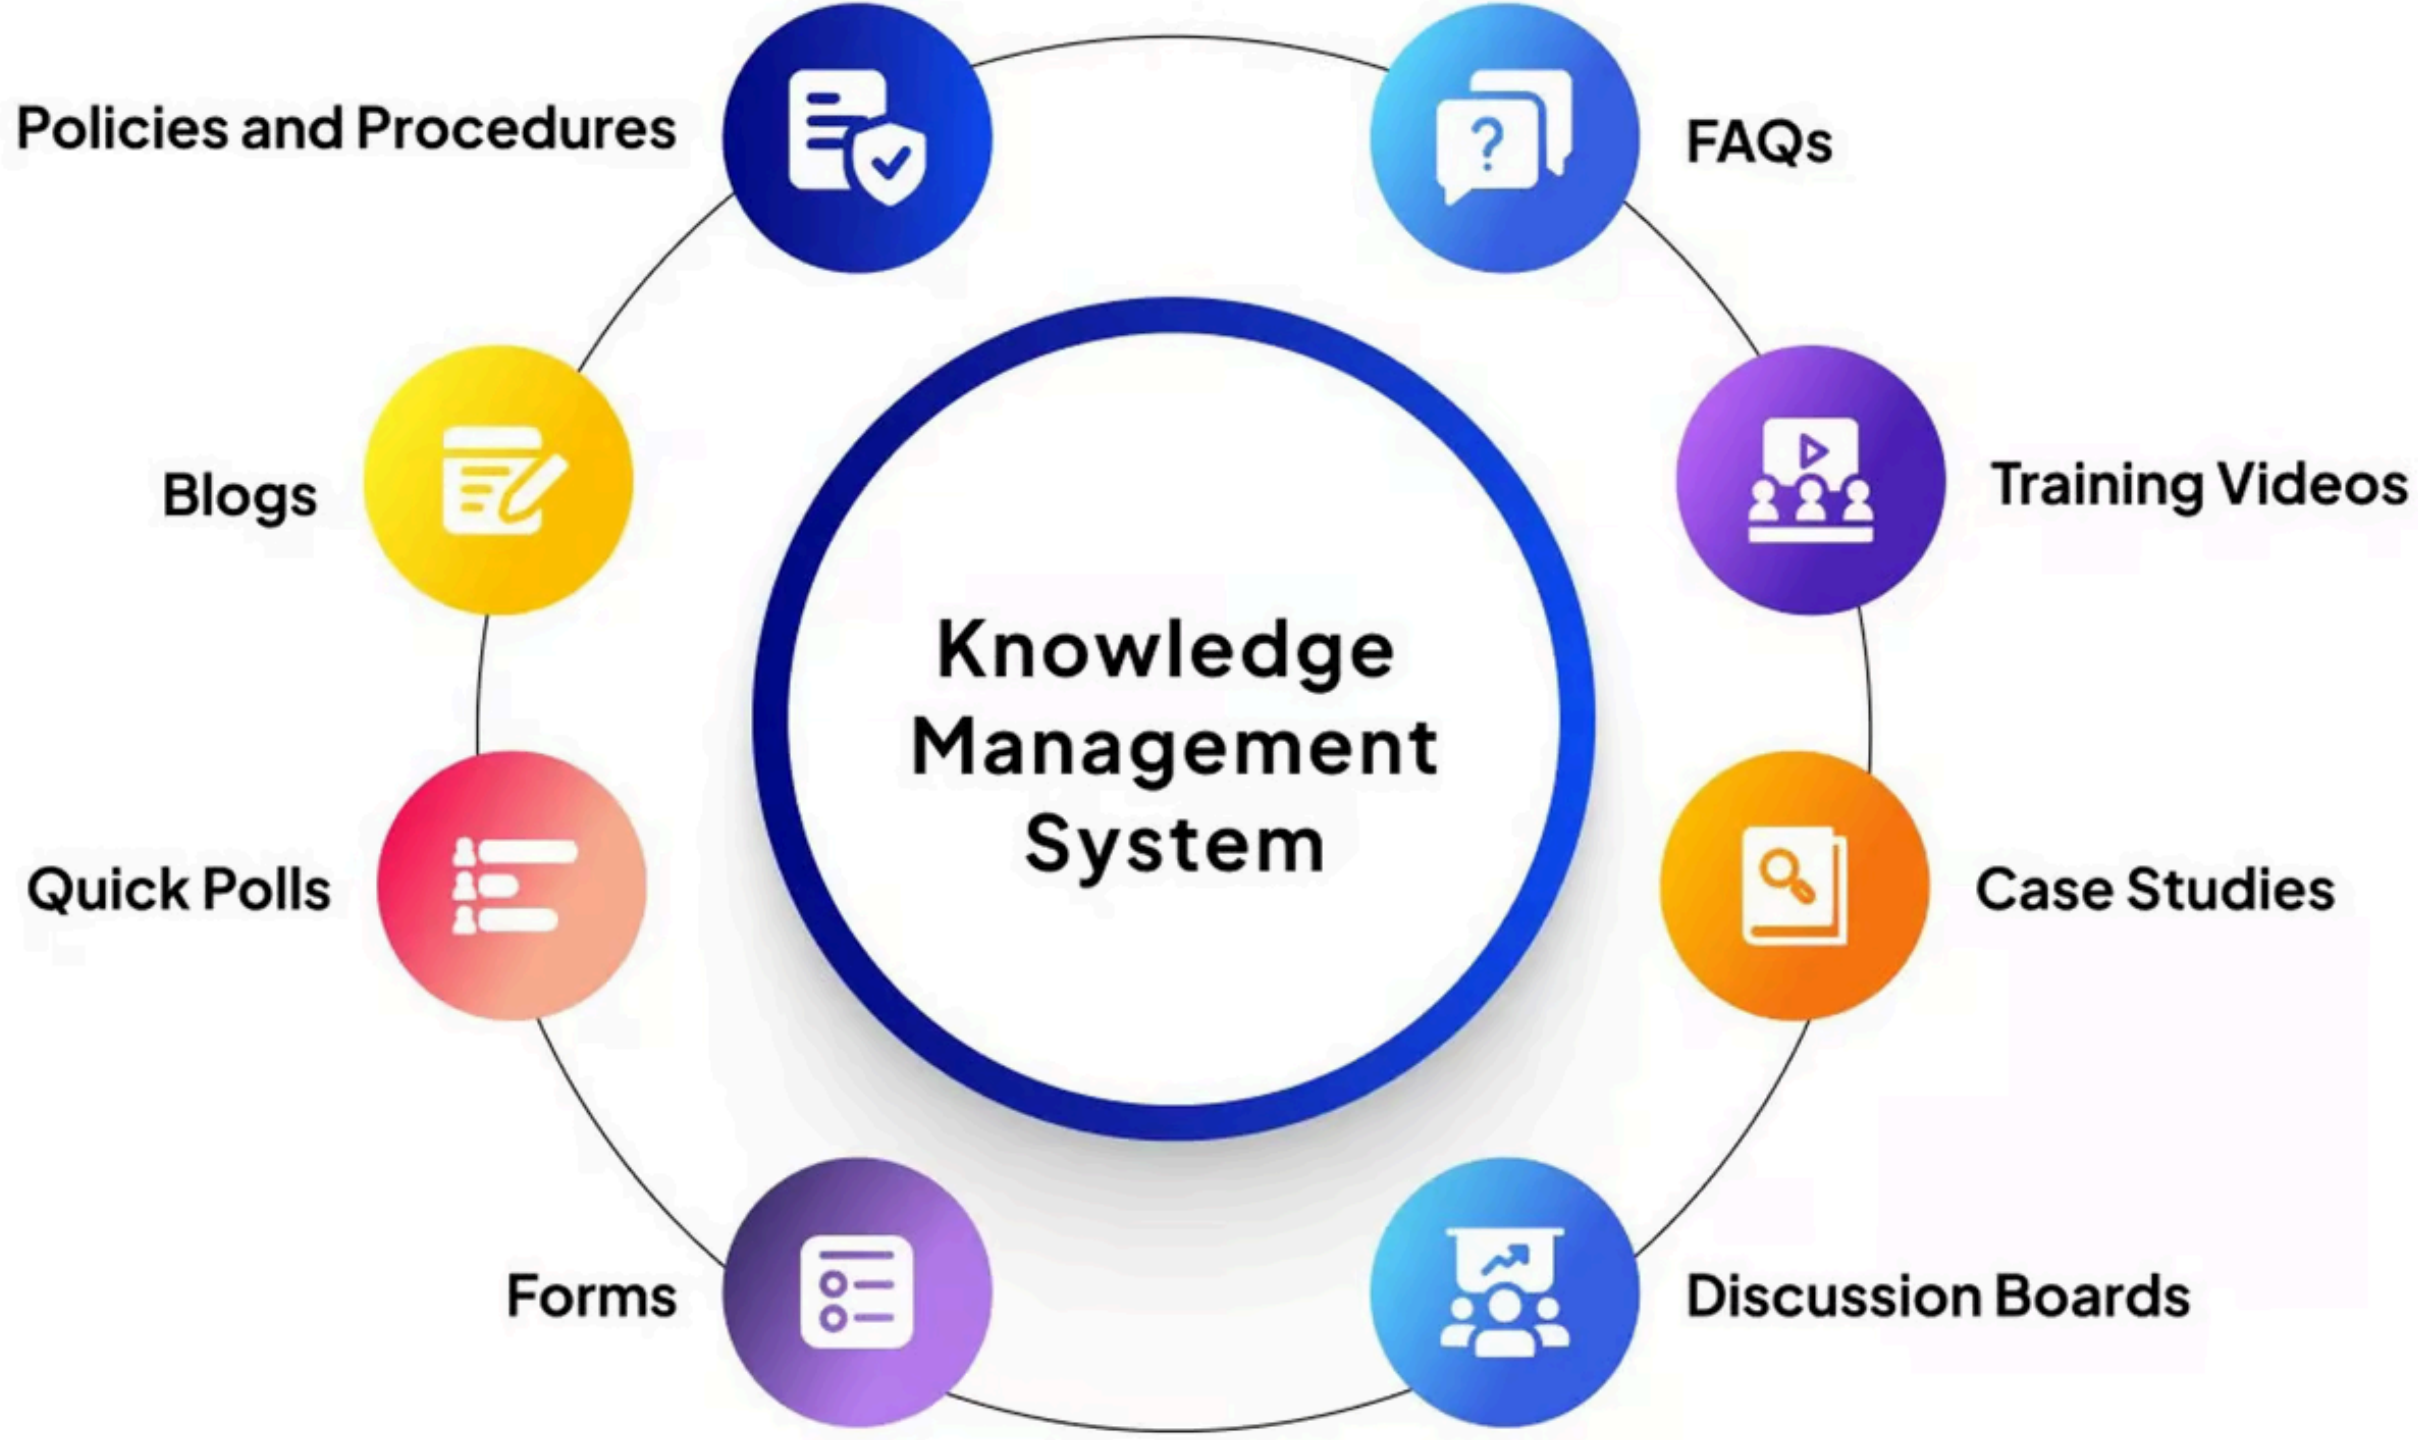 Policies and Procedures
FAQs
Blogs
Training Videos
Knowledge
Management
System
Quick Polls
Case Studies
Forms
Discussion Boards
?